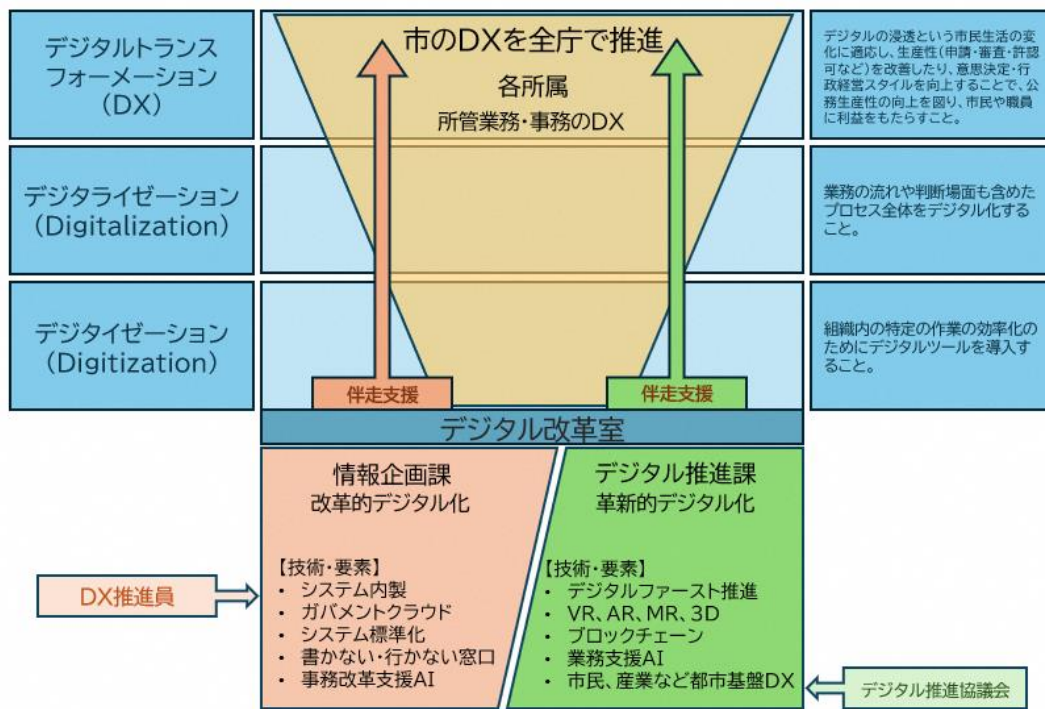 デジタルトランス
フォーメーション
(DX)
市のDXを全庁で推進
各所属
所管業務・事務のDX
デジタルの浸透という市民生活の変
化に適応し、生産性(申請・審査・許認
可など)を改善したり、意思決定・行
政経営スタイルを向上することで、公
務生産性の向上を図り、市民や職員
に利益をもたらすこと。
デジタライゼーション
(Digitalization)
業務の流れや判断場面も含めた
プロセス全体をデジタル化する
こと。
デジタイゼーション
(Digitization)
組織内の特定の作業の効率化の
ためにデジタルツールを導入す
ること。
伴走支援
伴走支援
デジタル改革室
情報企画課
改革的デジタル化
【技術・要素】
• システム内製
• ガバメントクラウド
• システム標準化
• 書かない・行かない窓口
• 事務改革支援AI
デジタル推進課
革新的デジタル化
【技術・要素】
• デジタルファースト推進
• VR、AR、MR、3D
• ブロックチェーン
• 業務支援AI
• 市民、産業など都市基盤DX
DX推進員
デジタル推進協議会